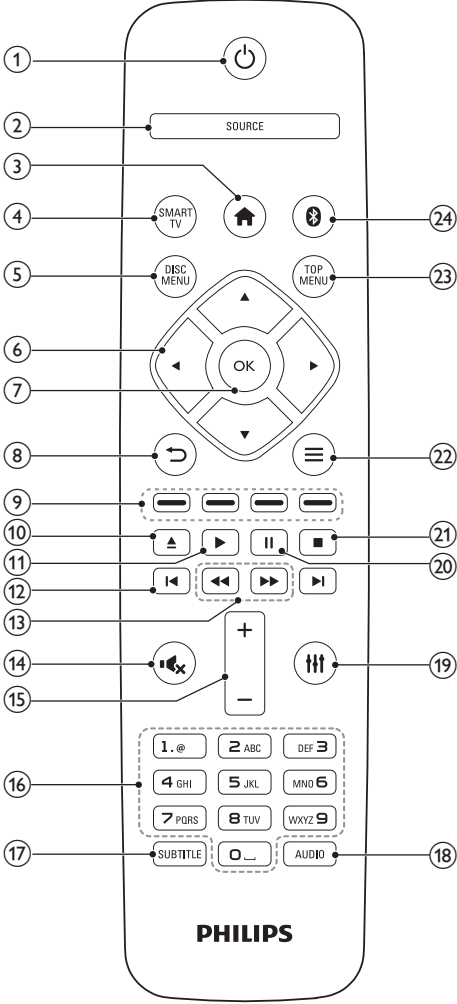 ①
② SOURCE
③
④ SMART TV ㉔
⑤ DISC MENU TOP MENU ㉓
⑥
⑦ OK
⑧ ㉒
⑨
⑩ ㉑
⑪ ⑳
⑫
⑬ +
⑭ ⑲
⑮ −
1.@ 2 ABC DEF 3
⑯ 4 GHI 5 JKL MNO 6
7 PQRS 8 TUV WXYZ 9
⑰ SUBTITLE 0 AUDIO ⑱
PHILIPS